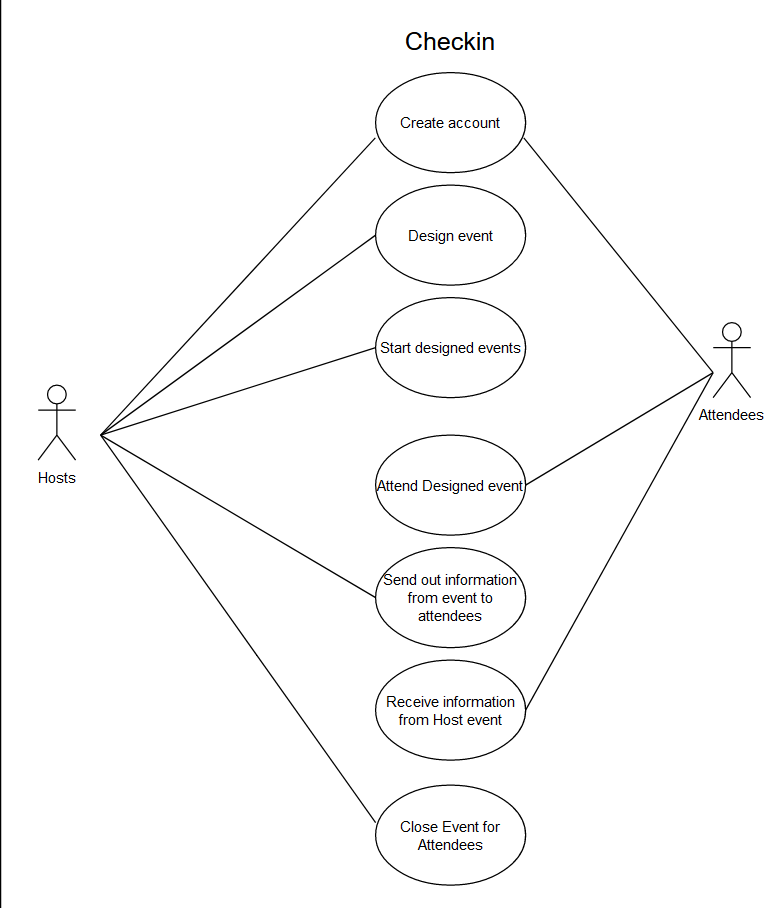 Checkin
Create account
Design event
Start designed events
Attendees
Hosts
Attend Designed event
Send out information
from event to
attendees
Receive information
from Host event
Close Event for
Attendees